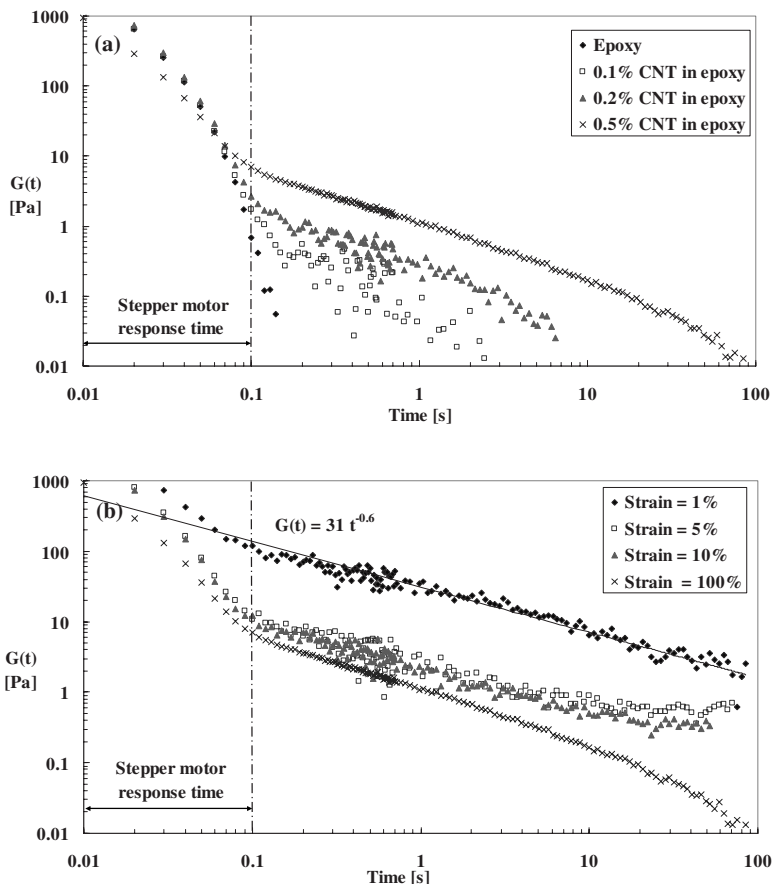 1000
(a)
Epoxy
0.1% CNT in epoxy
0.2% CNT in epoxy
0.5% CNT in epoxy
100
10
G(t)
[Pa]
1
0.1
Stepper motor
response time
0.01
0.01 0.1 1 10 100
Time [s]
1000
(b)
G(t) = 31 t^-0.6
Strain = 1%
Strain = 5%
Strain = 10%
Strain = 100%
100
10
G(t)
[Pa]
1
0.1
Stepper motor
response time
0.01
0.01 0.1 1 10 100
Time [s]